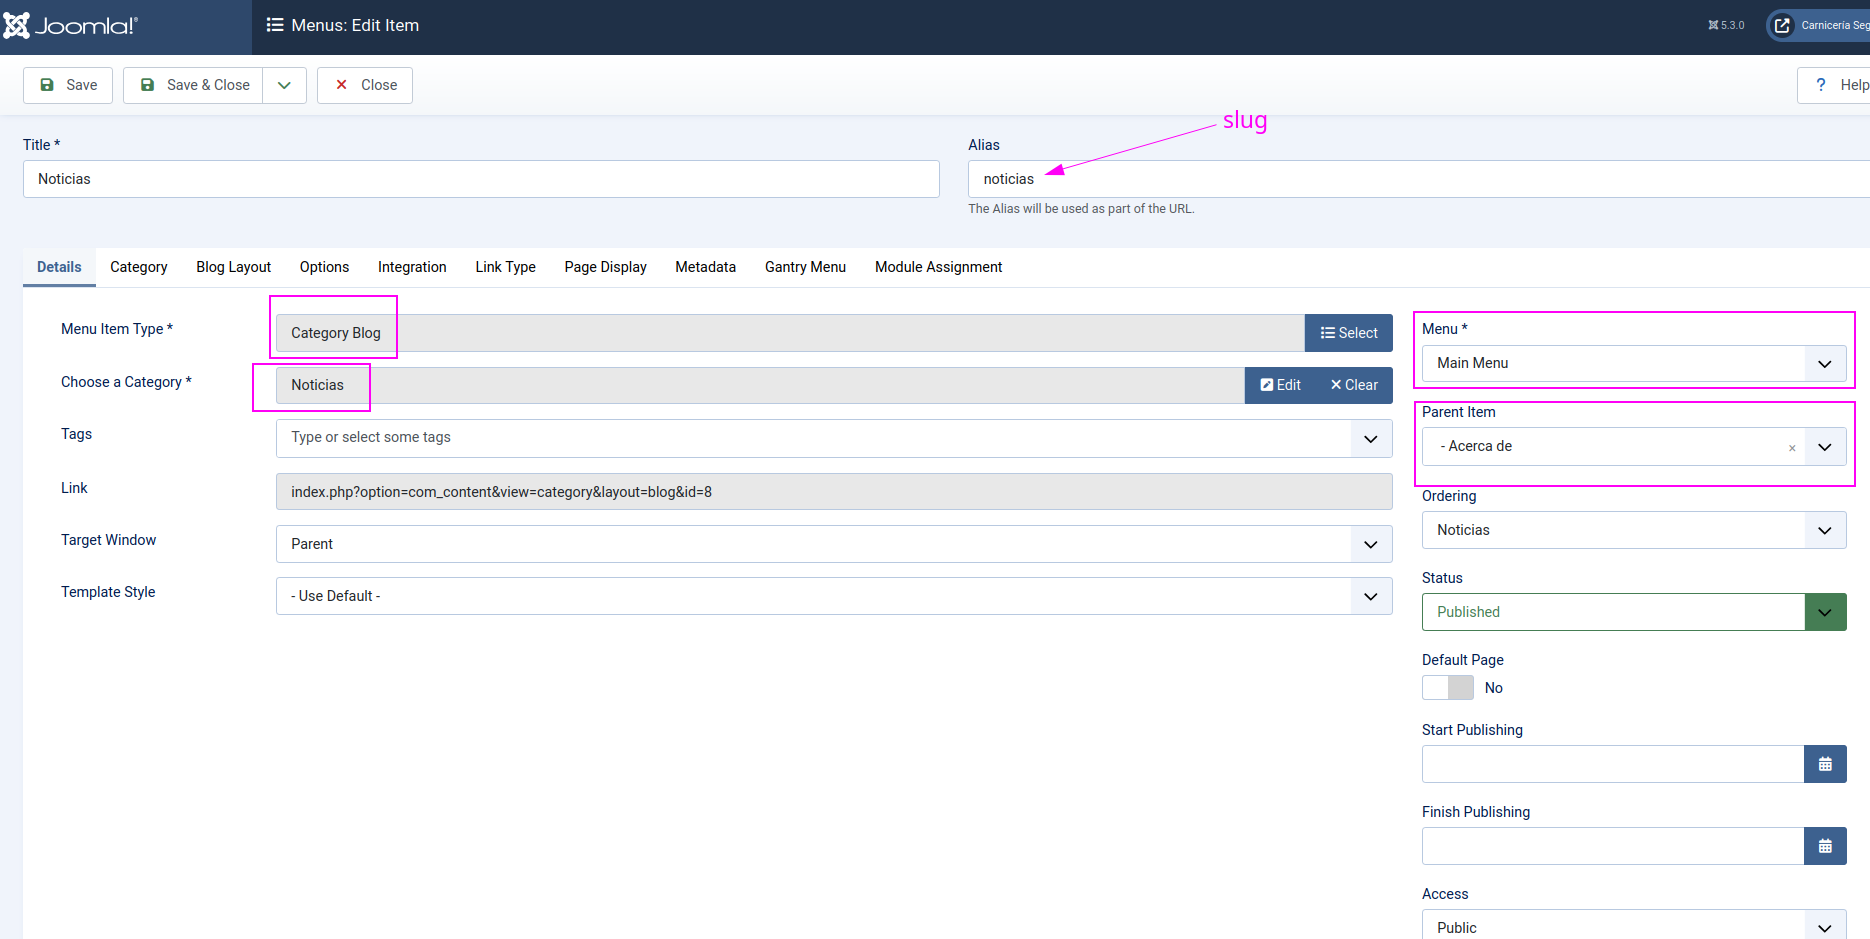 Joomla!
Menus: Edit Item
5.3.0
Carnicería Seg
Save
Save & Close
Close
? Help
slug
Title *
Alias
Noticias
noticias
The Alias will be used as part of the URL.
Details Category Blog Layout Options Integration Link Type Page Display Metadata Gantry Menu Module Assignment
Menu Item Type *
Category Blog
Select
Choose a Category *
Noticias
Edit
Clear
Tags
Type or select some tags
Link
index.php?option=com_content&view=category&layout=blog&id=8
Target Window
Parent
Template Style
- Use Default -
Menu *
Main Menu
Parent Item
- Acerca de
Ordering
Noticias
Status
Published
Default Page
No
Start Publishing
Finish Publishing
Access
Public